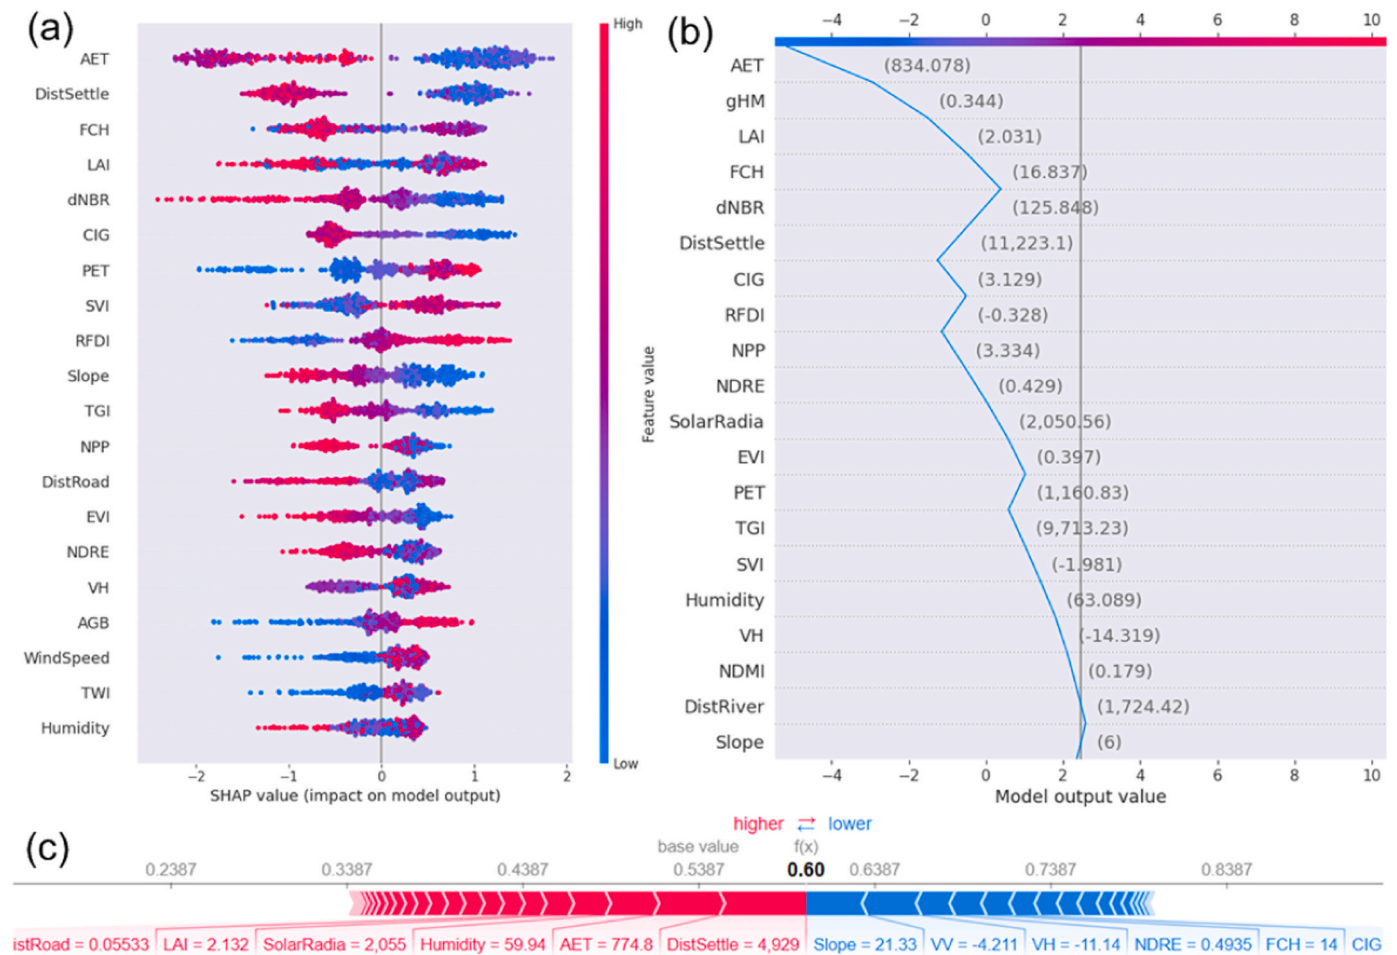 (a)
High
AET
DistSettle
FCH
LAI
dNBR
CIG
PET
SVI
RFDI
Slope
TGI
NPP
DistRoad
EVI
NDRE
VH
AGB
WindSpeed
TWI
Humidity
Feature value
Low
−2 −1 0 1 2
SHAP value (impact on model output)
(b)
−4 −2 0 2 4 6 8 10
AET (834.078)
gHM (0.344)
LAI (2.031)
FCH (16.837)
dNBR (125.848)
DistSettle (11,223.1)
CIG (3.129)
RFDI (-0.328)
NPP (3.334)
NDRE (0.429)
SolarRadia (2,050.56)
EVI (0.397)
PET (1,160.83)
TGI (9,713.23)
SVI (-1.981)
Humidity (63.089)
VH (-14.319)
NDMI (0.179)
DistRiver (1,724.42)
Slope (6)
−4 −2 0 2 4 6 8 10
Model output value
(c)
higher ⇄ lower
base value f(x)
0.2387 0.3387 0.4387 0.5387 0.60 0.6387 0.7387 0.8387
istRoad = 0.05533 LAI = 2.132 SolarRadia = 2,055 Humidity = 59.94 AET = 774.8 DistSettle = 4,929 Slope = 21.33 VV = -4.211 VH = -11.14 NDRE = 0.4935 FCH = 14 CIG